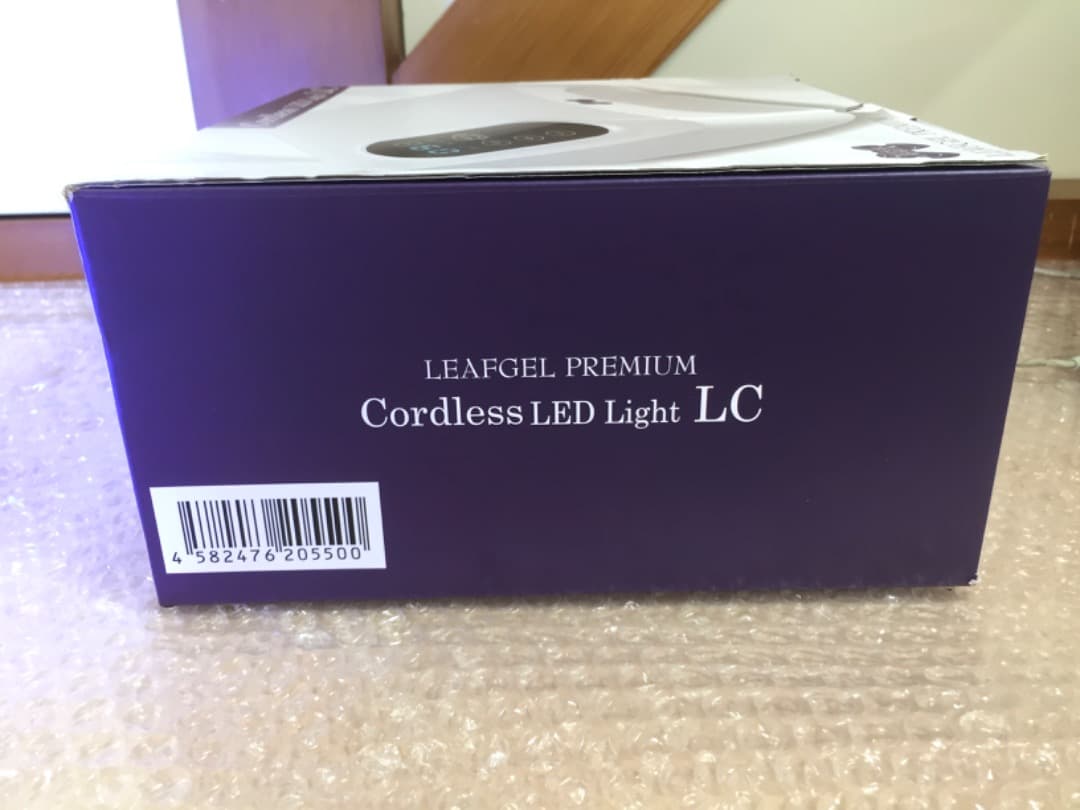 LEAFGEL PREMIUM
Cordless LED Light LC
4 582476 205500